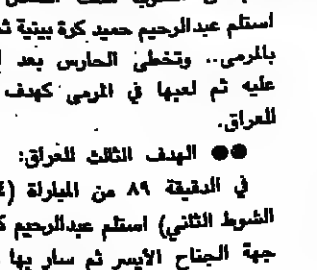 استلم عبدالرحيم حميد كرة بينية
بالمرمى.. وتخطى الحارس بعد
عليه ثم لعبها في المرمى كهدف
للعراق.
●● الهدف الثالث للعراق:
في الدقيقة ٨٩ من المباراة (
الشوط الثاني) استلم عبدالرحيم
جهة الجناح الأيسر ثم سار بها